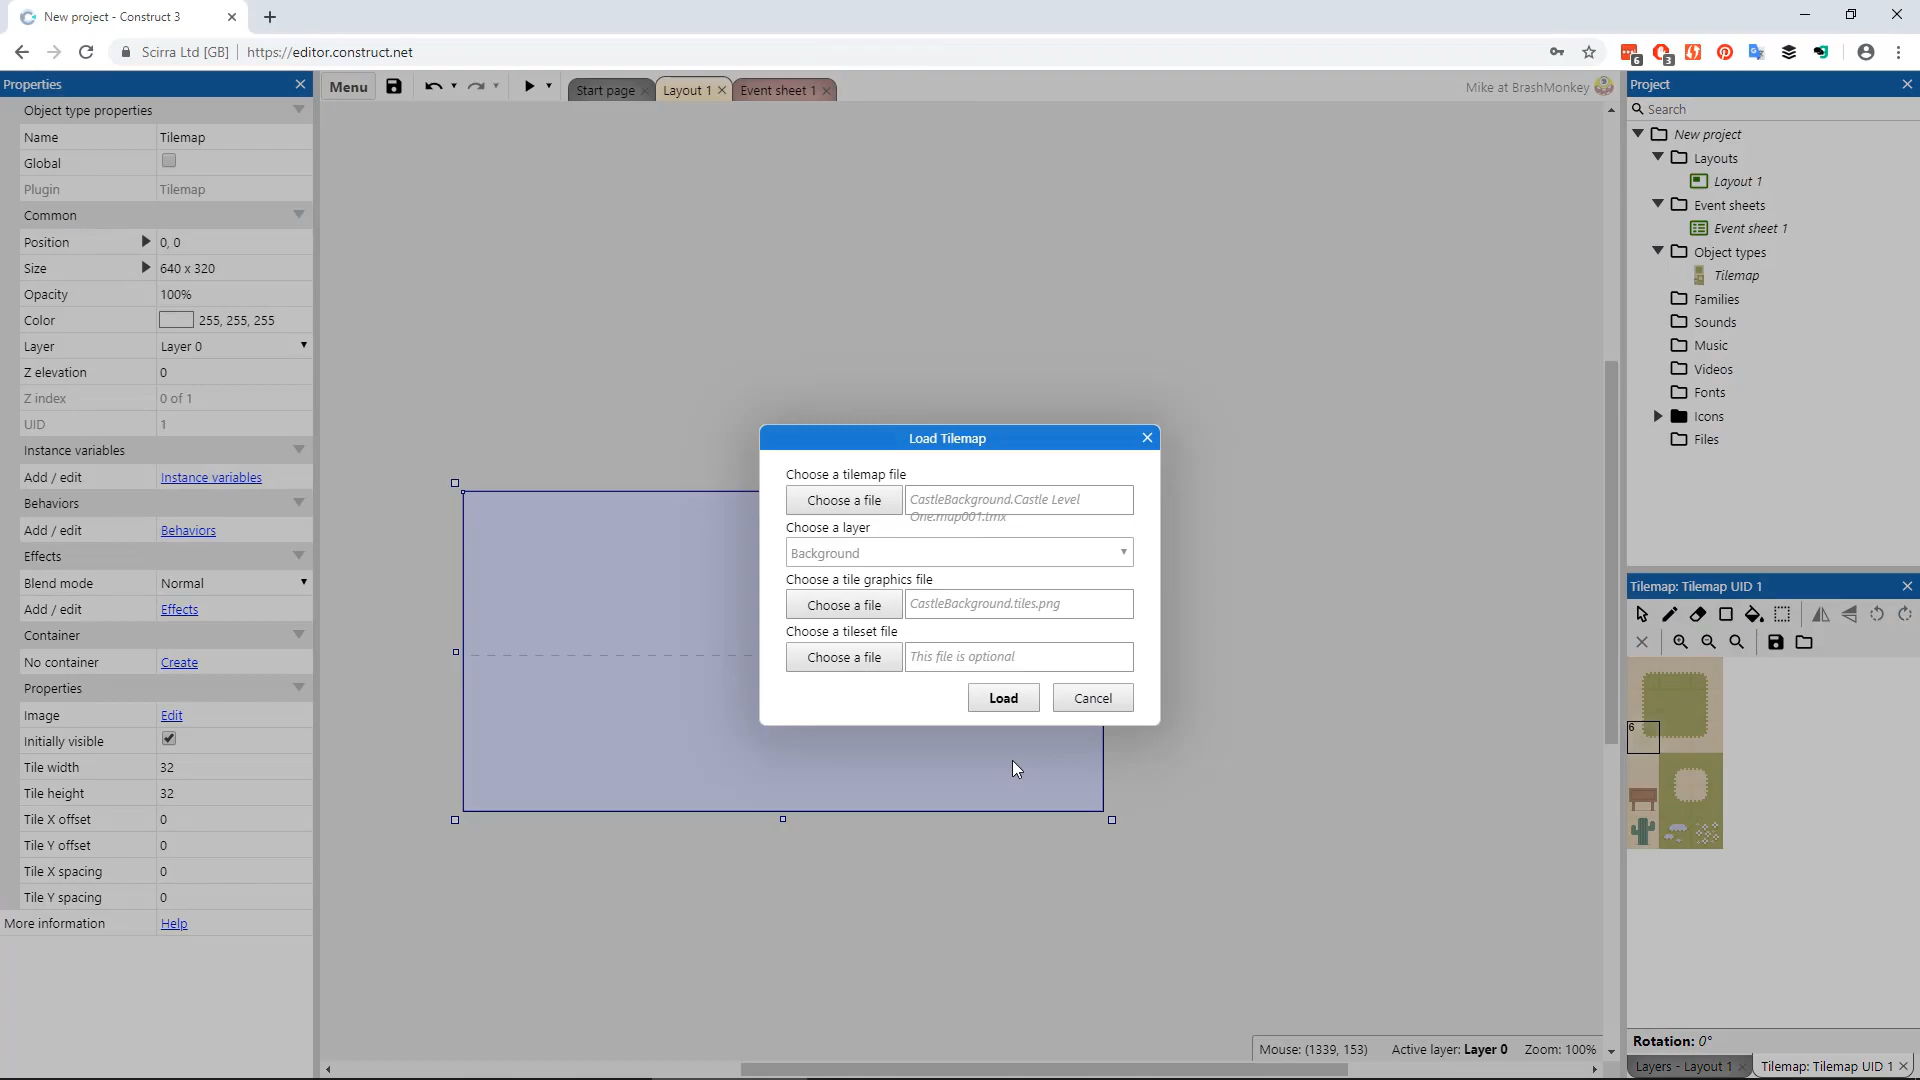 New project - Construct 3
Scirra Ltd [GB] https://editor.construct.net
6
3
Properties
Object type properties
Name Tilemap
Global
Plugin Tilemap
Common
Position 0, 0
Size 640 x 320
Opacity 100%
Color 255, 255, 255
Layer Layer 0
Z elevation 0
Z index 0 of 1
UID 1
Instance variables
Add / edit Instance variables
Behaviors
Add / edit Behaviors
Effects
Blend mode Normal
Add / edit Effects
Container
No container Create
Properties
Image Edit
Initially visible
Tile width 32
Tile height 32
Tile X offset 0
Tile Y offset 0
Tile X spacing 0
Tile Y spacing 0
More information Help
Menu
Start page
Layout 1
Event sheet 1
Mike at BrashMonkey
Load Tilemap
Choose a tilemap file
Choose a file CastleBackground.Castle Level
One.map001.tmx
Choose a layer
Background
Choose a tile graphics file
Choose a file CastleBackground.tiles.png
Choose a tileset file
Choose a file This file is optional
Load Cancel
Mouse: (1339, 153) Active layer: Layer 0 Zoom: 100%
Project
Search
New project
Layouts
Layout 1
Event sheets
Event sheet 1
Object types
Tilemap
Families
Sounds
Music
Videos
Fonts
Icons
Files
Tilemap: Tilemap UID 1
6
Rotation: 0°
Layers - Layout 1
Tilemap: Tilemap UID 1